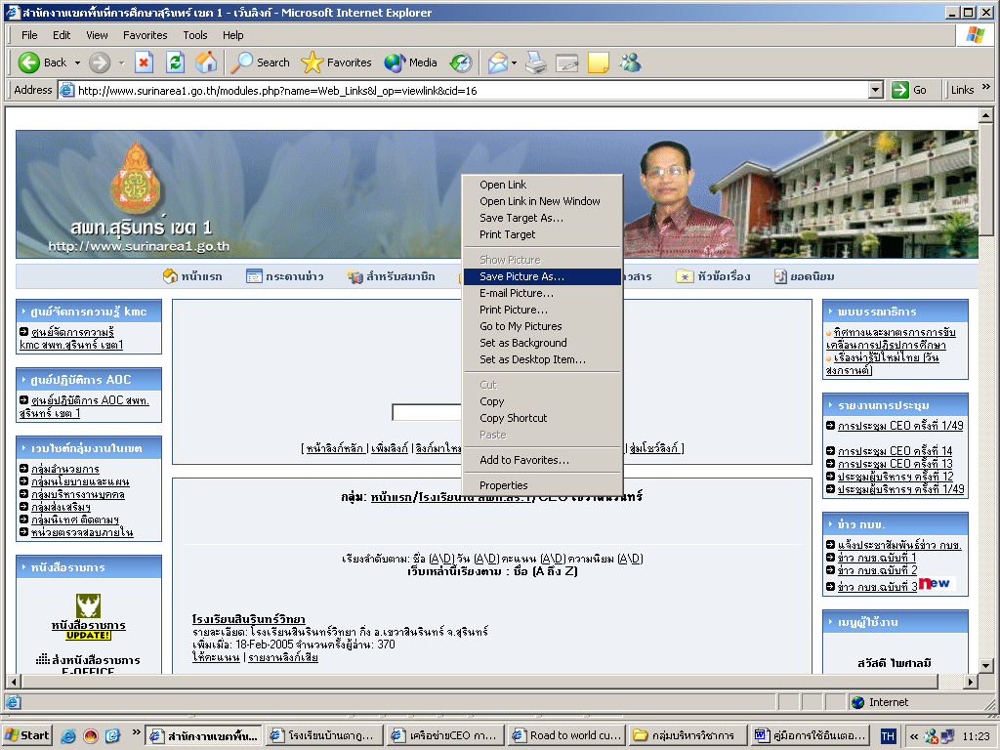 สำนักงานเขตพื้นที่การศึกษาสุรินทร์ เขต 1 - เว็บลิงก์ - Microsoft Internet Explorer
File Edit View Favorites Tools Help
Back Search Favorites Media
Address http://www.surinarea1.go.th/modules.php?name=Web_Links&l_op=viewlink&cid=16 Go Links »
สพท.สุรินทร์ เขต 1
http://www.surinarea1.go.th
หน้าแรก กระดานข่าว สำหรับสมาชิก าวสาร หัวข้อเรื่อง ยอดนิยม
Open Link
Open Link in New Window
Save Target As...
Print Target
Show Picture
Save Picture As...
E-mail Picture...
Print Picture...
Go to My Pictures
Set as Background
Set as Desktop Item...
Cut
Copy
Copy Shortcut
Paste
Add to Favorites...
Properties
ศูนย์จัดการความรู้ kmc
ศูนย์จัดการความรู้
kmc สพท.สุรินทร์ เขต1
ศูนย์ปฏิบัติการ AOC
ศูนย์ปฏิบัติการ AOC สพท.
สุรินทร์ เขต 1
เวบไซต์กลุ่มงานในเขต
กลุ่มอำนวยการ
กลุ่มนโยบายและแผน
กลุ่มบริหารงานบุคคล
กลุ่มส่งเสริมฯ
กลุ่มนิเทศ ติดตามฯ
หน่วยตรวจสอบภายใน
หนังสือราชการ
หนังสือราชการ
UPDATE!
ส่งหนังสือราชการ
E-OFFICE
[ หน้าลิงก์หลัก | เพิ่มลิงก์ | ลิงก์มาใหม | สุ่มโชว์ลิงก์ ]
กลุ่ม: หน้าแรก/โรงเรียนใน สพท.สร.1/CEO เขวาสินรินทร์
เรียงลำดับตาม: ชื่อ (A\D) วัน (A\D) คะแนน (A\D) ความนิยม (A\D)
เว็บเหล่านี้เรียงตาม : ชื่อ (A ถึง Z)
โรงเรียนสินรินทร์วิทยา
รายละเอียด: โรงเรียนสินรินทร์วิทยา กิ่ง อ.เขวาสินรินทร์ จ.สุรินทร์
เพิ่มเมื่อ: 18-Feb-2005 จำนวนครั้งผู้อ่าน: 370
ให้คะแนน | รายงานลิงก์เสีย
พบบรรณาธิการ
ทิศทางและมาตรการการขับ
เคลื่อนการปฏิรูปการศึกษา
เรื่องน่ารู้ปีใหม่ไทย (วัน
สงกรานต์)
รายงานการประชุม
การประชุม CEO ครั้งที่ 1/49
การประชุม CEO ครั้งที่ 14
การประชุม CEO ครั้งที่ 13
ประชุมผู้บริหารฯ ครั้งที่ 12
ประชุมผู้บริหารฯ ครั้งที่ 1/49
ข่าว กบข.
แจ้งประชาสัมพันธ์ข่าว กบข.
ข่าว กบข.ฉบับที่ 1
ข่าว กบข.ฉบับที่ 2
ข่าว กบข.ฉบับที่ 3 new
เมนูผู้ใช้งาน
สวัสดี ไพศาลมี
Internet
Start » สำนักงานเขตพื้น... โรงเรียนบ้านตากู... เครือข่ายCEO กา... Road to world cu... กลุ่มบริหารวิชาการ คู่มือการใช้อินเตอ... TH « 11:23